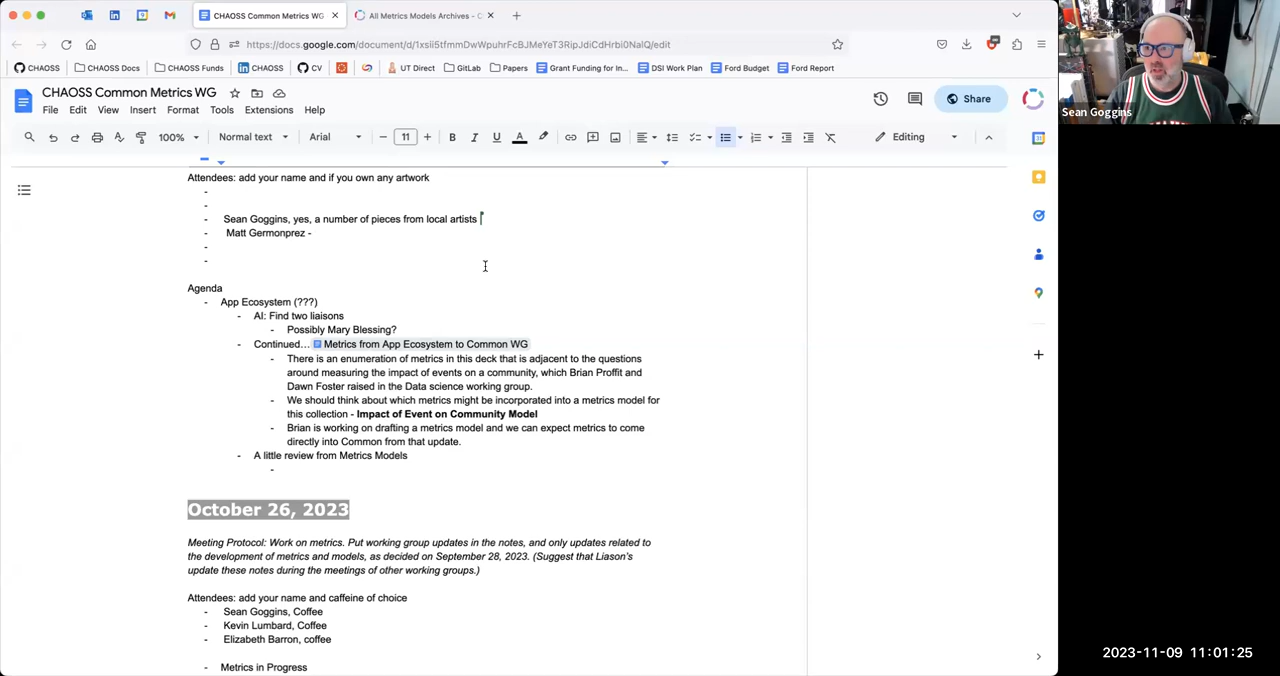 CHAOSS Common Metrics WG
All Metrics Models Archives - C
https://docs.google.com/document/d/1xsii5tfmmDwWpuhrFcBJMeYeT3RipJdiCdHrbi0NalQ/edit
CHAOSS
CHAOSS Docs
CHAOSS Funds
CHAOSS
CV
UT Direct
GitLab
Papers
Grant Funding for In...
DSI Work Plan
Ford Budget
Ford Report
CHAOSS Common Metrics WG
File Edit View Insert Format Tools Extensions Help
Share
100% Normal text Arial 11 Editing
Attendees: add your name and if you own any artwork
-
-
- Sean Goggins, yes, a number of pieces from local artists
- Matt Germonprez -
-
-
Agenda
- App Ecosystem (???)
- AI: Find two liaisons
- Possibly Mary Blessing?
- Continued... Metrics from App Ecosystem to Common WG
- There is an enumeration of metrics in this deck that is adjacent to the questions
around measuring the impact of events on a community, which Brian Proffit and
Dawn Foster raised in the Data science working group.
- We should think about which metrics might be incorporated into a metrics model for
this collection - Impact of Event on Community Model
- Brian is working on drafting a metrics model and we can expect metrics to come
directly into Common from that update.
- A little review from Metrics Models
-
October 26, 2023
Meeting Protocol: Work on metrics. Put working group updates in the notes, and only updates related to
the development of metrics and models, as decided on September 28, 2023. (Suggest that Liason's
update these notes during the meetings of other working groups.)
Attendees: add your name and caffeine of choice
- Sean Goggins, Coffee
- Kevin Lumbard, Coffee
- Elizabeth Barron, coffee
- Metrics in Progress
Sean Goggins
2023-11-09 11:01:25